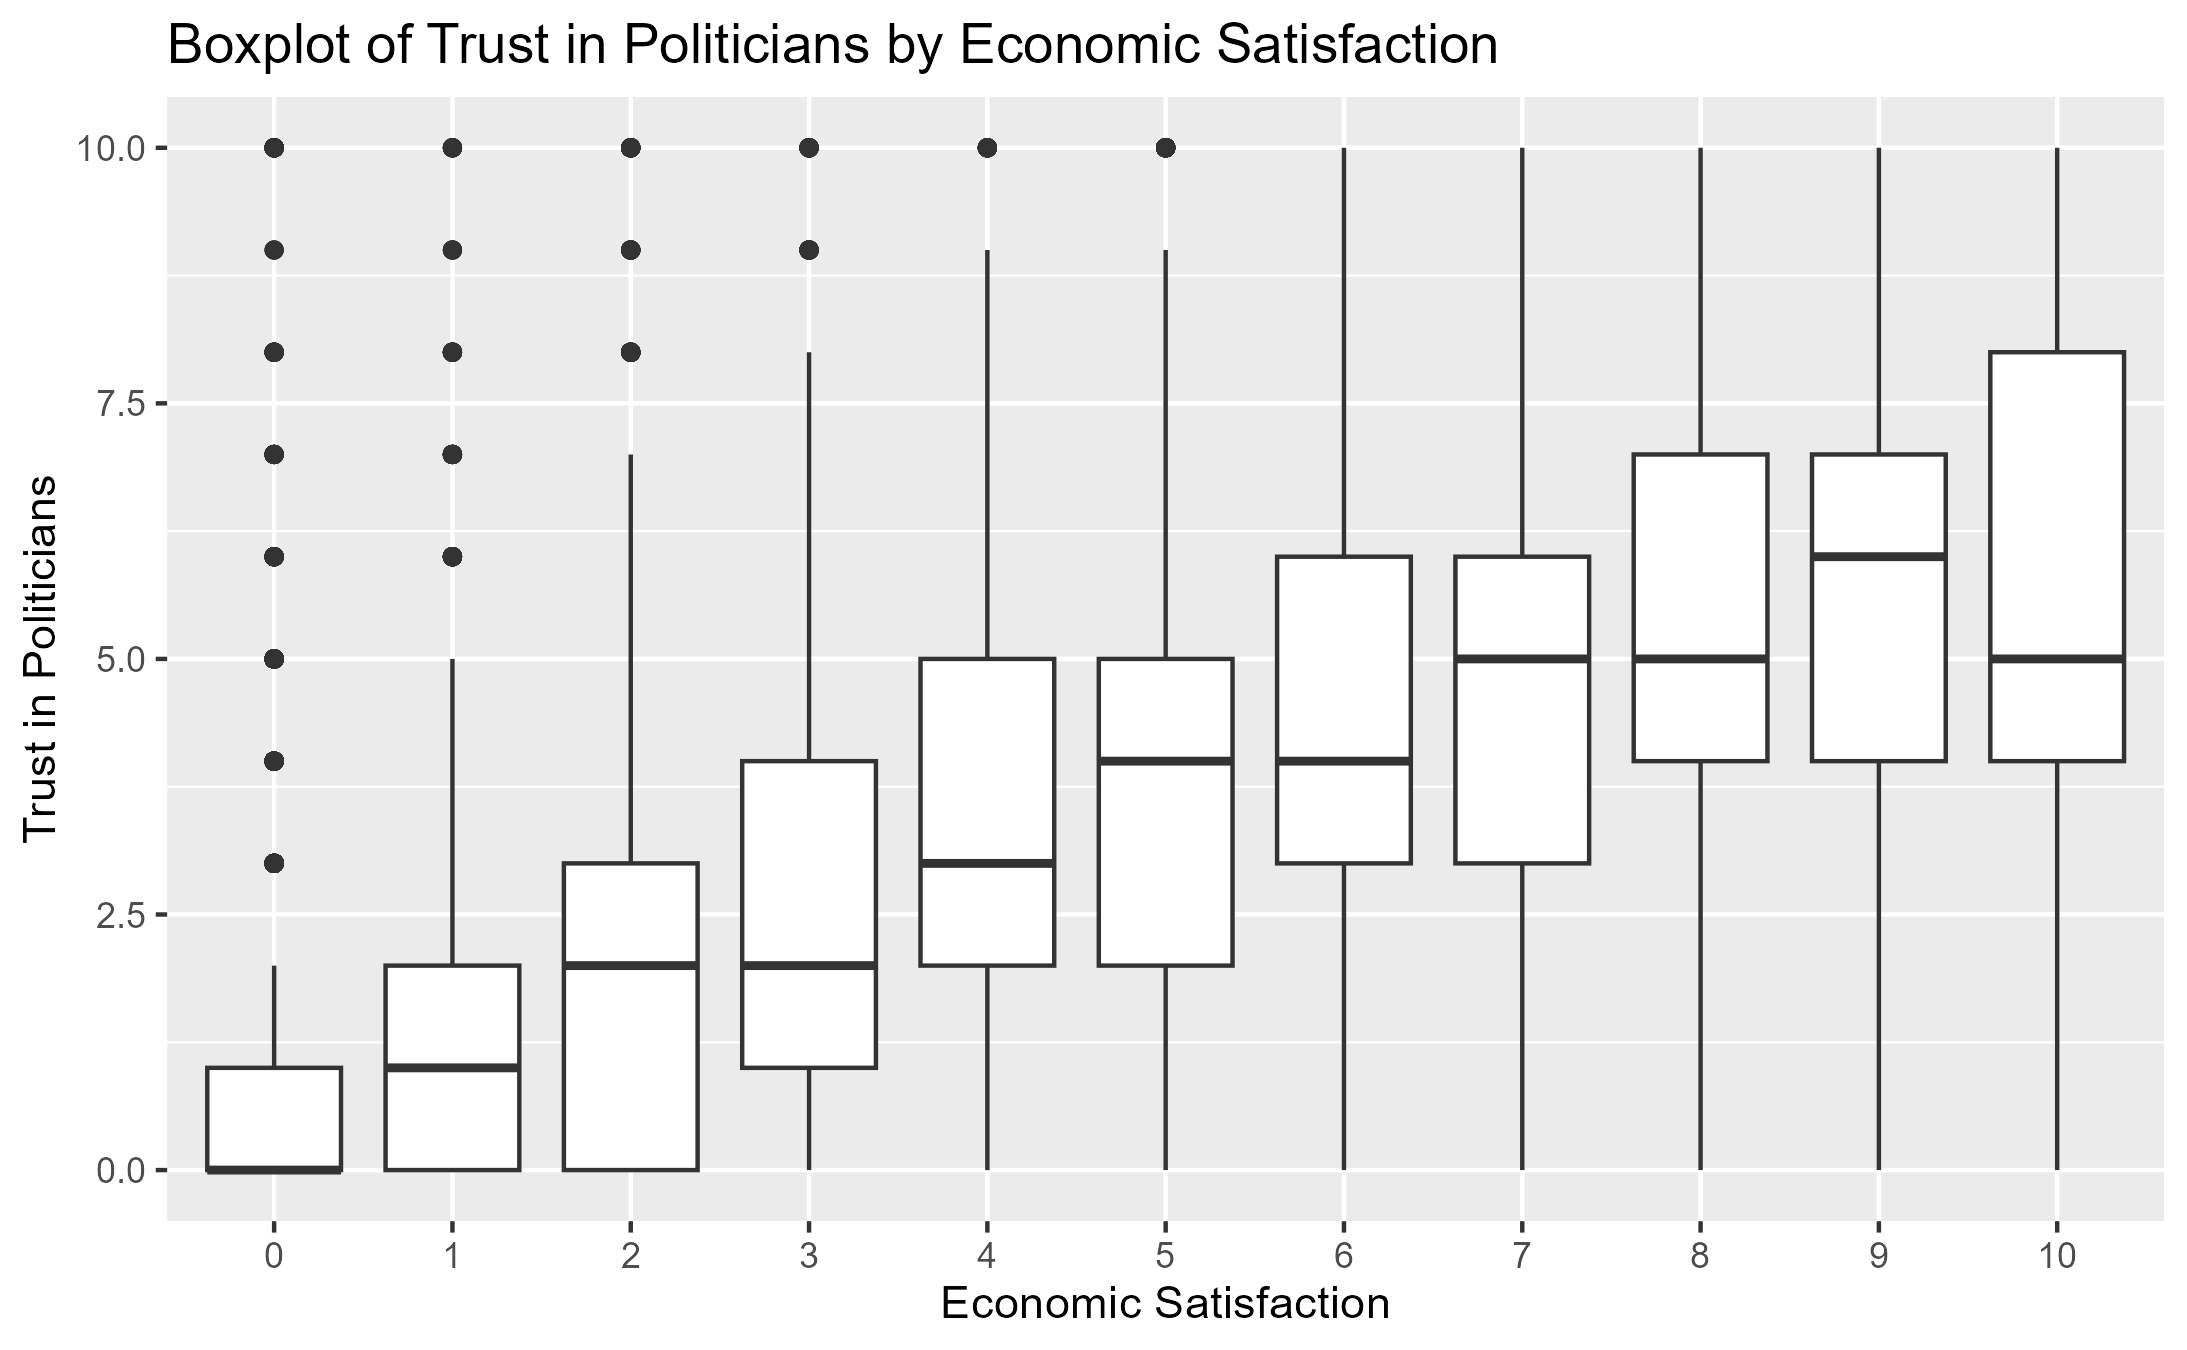 Boxplot of Trust in Politicians by Economic Satisfaction
Trust in Politicians
10.0
7.5
5.0
2.5
0.0
0 1 2 3 4 5 6 7 8 9 10
Economic Satisfaction